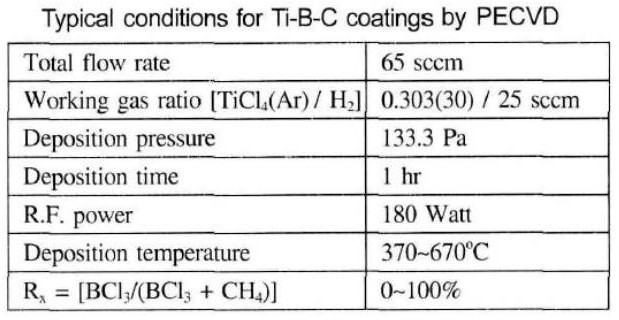 Typical conditions for Ti-B-C coatings by PECVD
Total flow rate 65 sccm
Working gas ratio [TiCl₄(Ar) / H₂] 0.303(30) / 25 sccm
Deposition pressure 133.3 Pa
Deposition time 1 hr
R.F. power 180 Watt
Deposition temperature 370~670°C
Rₓ = [BCl₃/(BCl₃ + CH₄)] 0~100%